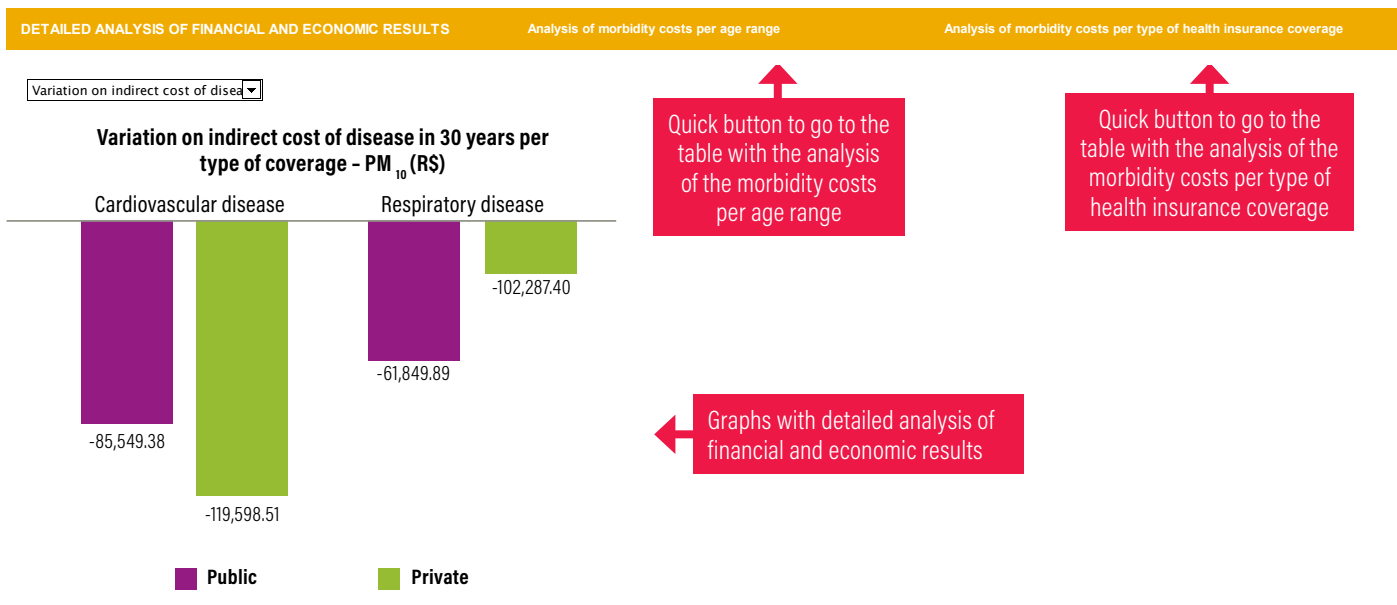 DETAILED ANALYSIS OF FINANCIAL AND ECONOMIC RESULTS
Analysis of morbidity costs per age range
Analysis of morbidity costs per type of health insurance coverage
Variation on indirect cost of disea
Variation on indirect cost of disease in 30 years per
type of coverage – PM 10 (R$)
Cardiovascular disease
Respiratory disease
-85,549.38
-119,598.51
-61,849.89
-102,287.40
Public
Private
Quick button to go to the
table with the analysis
of the morbidity costs
per age range
Quick button to go to the
table with the analysis of the
morbidity costs per type of
health insurance coverage
Graphs with detailed analysis of
financial and economic results